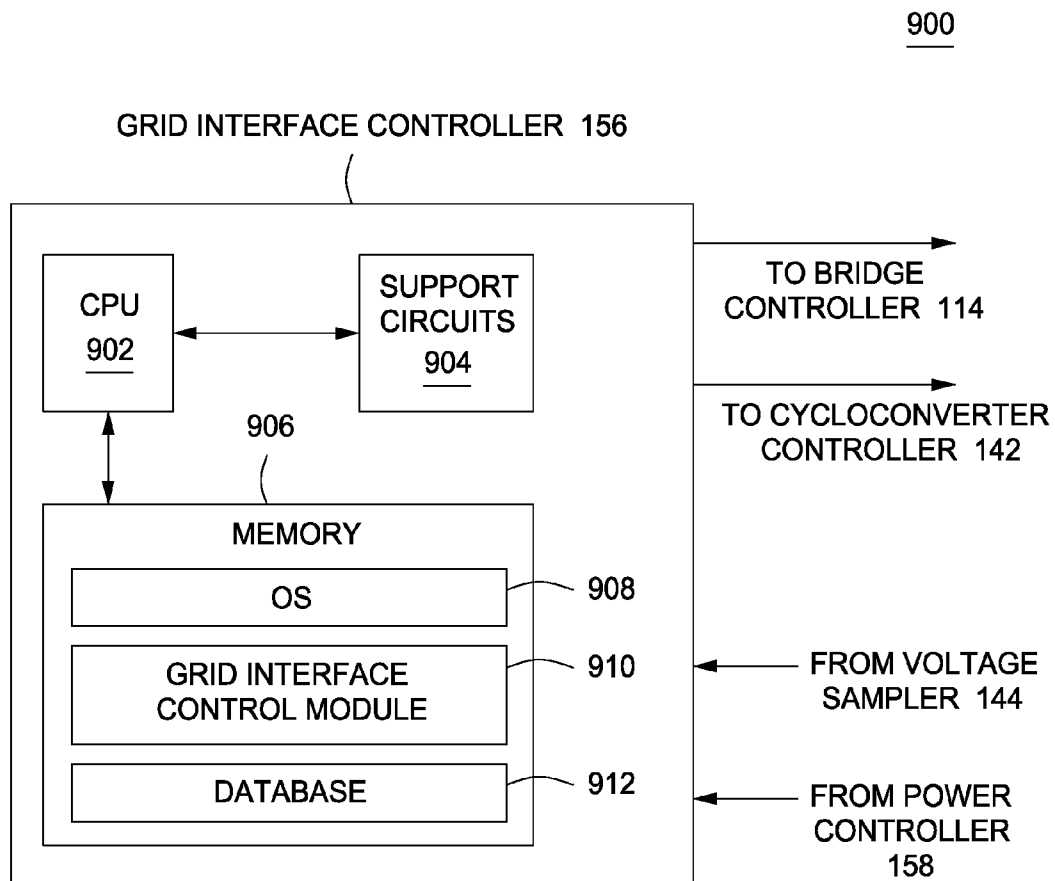 900
GRID INTERFACE CONTROLLER 156
CPU
902
SUPPORT
CIRCUITS
904
TO BRIDGE
CONTROLLER 114
TO CYCLOCONVERTER
CONTROLLER 142
906
MEMORY
OS
908
GRID INTERFACE
CONTROL MODULE
910
DATABASE
912
FROM VOLTAGE
SAMPLER 144
FROM POWER
CONTROLLER
158